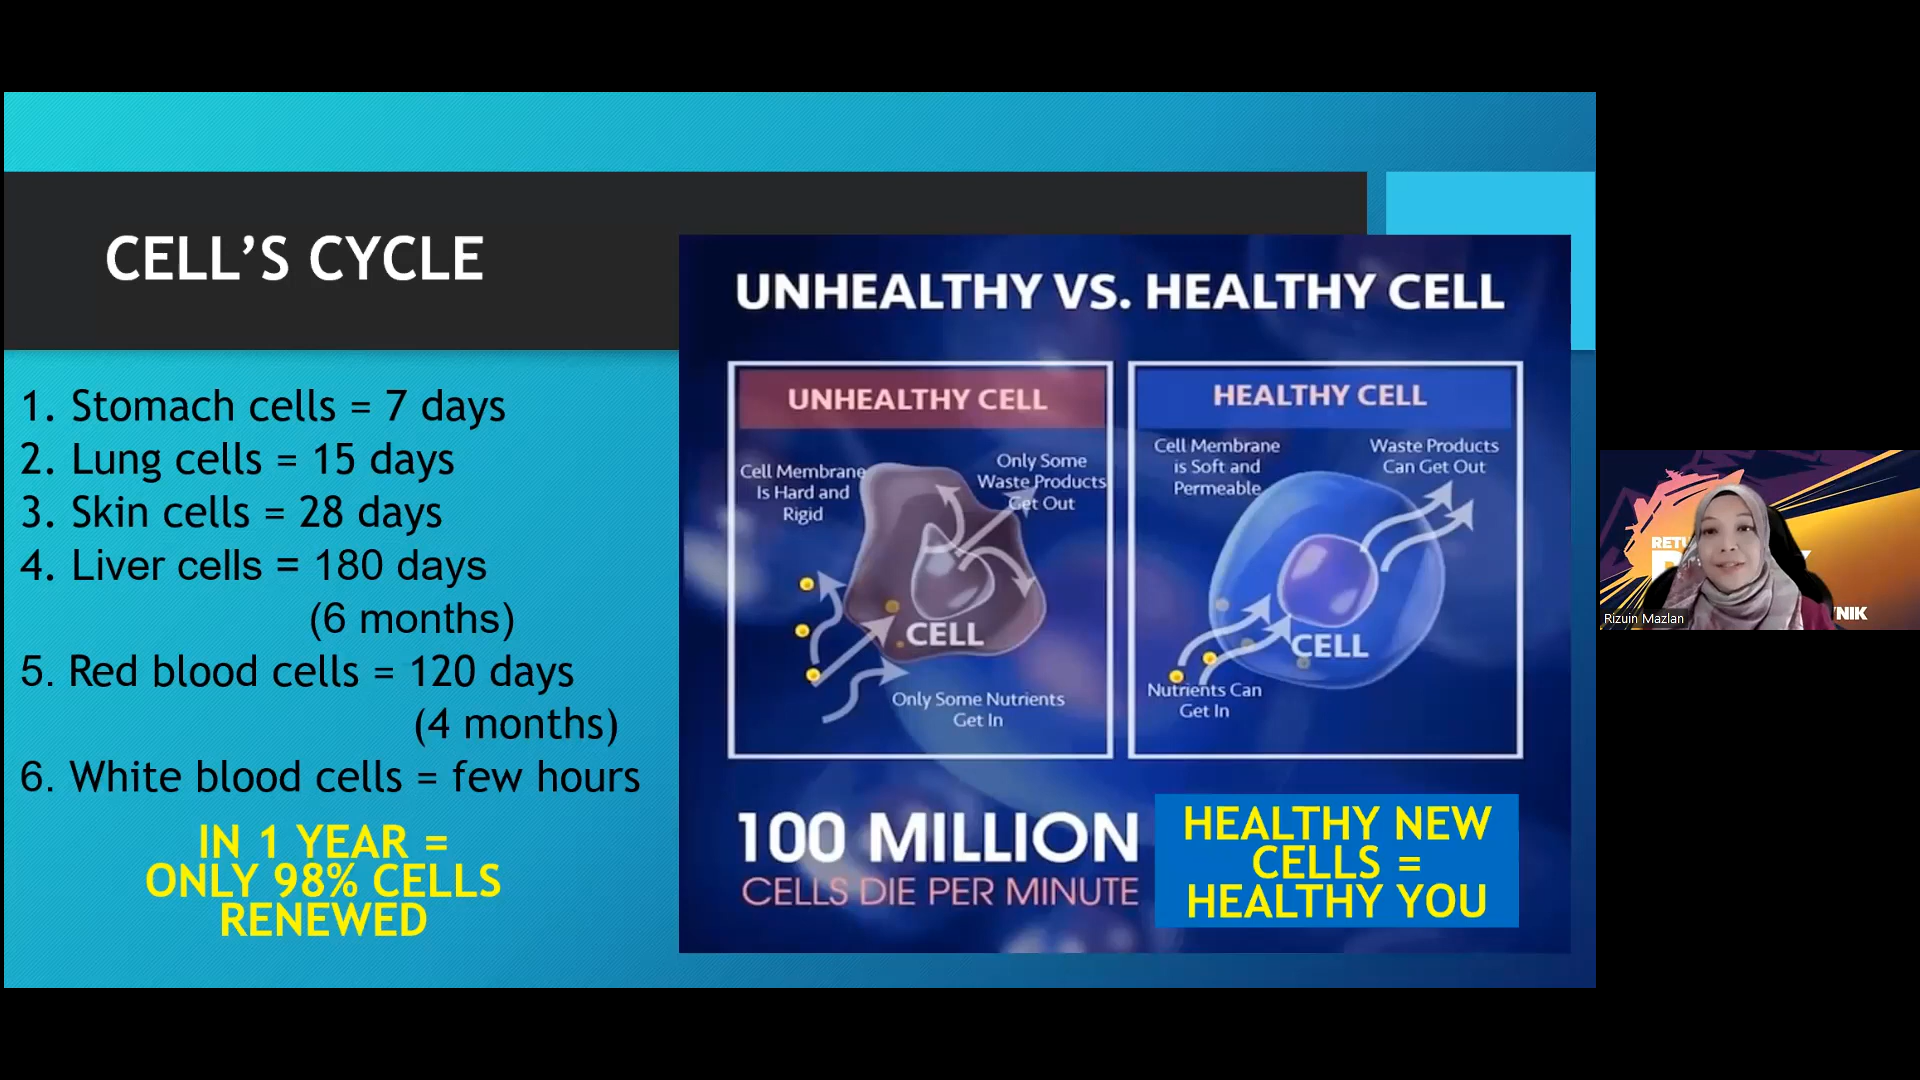 CELL'S CYCLE
1. Stomach cells = 7 days
2. Lung cells = 15 days
3. Skin cells = 28 days
4. Liver cells = 180 days
(6 months)
5. Red blood cells = 120 days
(4 months)
6. White blood cells = few hours
IN 1 YEAR =
ONLY 98% CELLS
RENEWED
UNHEALTHY VS. HEALTHY CELL
UNHEALTHY CELL
Cell Membrane
Is Hard and
Rigid
Only Some
Waste Products
Get Out
CELL
Only Some Nutrients
Get In
HEALTHY CELL
Cell Membrane
is Soft and
Permeable
Waste Products
Can Get Out
CELL
Nutrients Can
Get In
100 MILLION
CELLS DIE PER MINUTE
HEALTHY NEW
CELLS =
HEALTHY YOU
Rizuin Mazlan